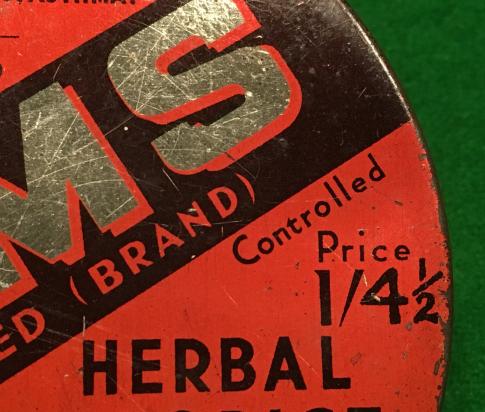 MS
ED (BRAND)
Controlled
Price
1/4½
HERBAL